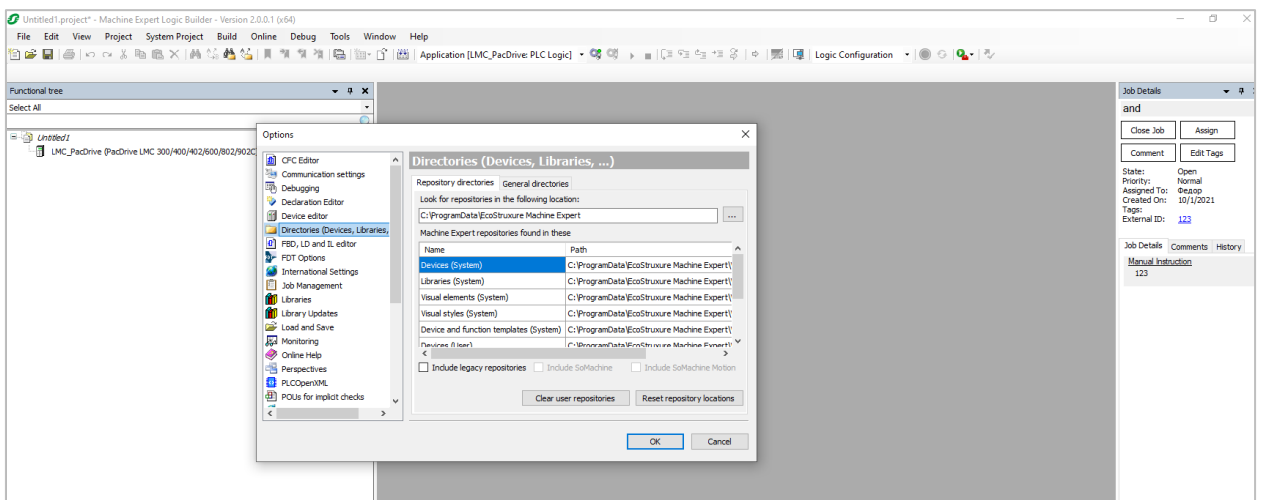 Untitled1.project* - Machine Expert Logic Builder - Version 2.0.0.1 (x64)
File Edit View Project System Project Build Online Debug Tools Window Help
Application [LMC_PacDrive: PLC Logic] Logic Configuration
Functional tree
Select All
Untitled1
LMC_PacDrive (PacDrive LMC 300/400/402/600/802/902C
Options
CFC Editor
Communication settings
Debugging
Declaration Editor
Device editor
Directories (Devices, Libraries,
FBD, LD and IL editor
FDT Options
International Settings
Job Management
Libraries
Library Updates
Load and Save
Monitoring
Online Help
Perspectives
PLCOpenXML
POUs for implicit checks
Directories (Devices, Libraries, ...)
Repository directories General directories
Look for repositories in the following location:
C:\ProgramData\EcoStruxure Machine Expert
...
Machine Expert repositories found in these
Name Path
Devices (System) C:\ProgramData\EcoStruxure Machine Expert\
Libraries (System) C:\ProgramData\EcoStruxure Machine Expert\
Visual elements (System) C:\ProgramData\EcoStruxure Machine Expert\
Visual styles (System) C:\ProgramData\EcoStruxure Machine Expert\
Device and function templates (System) C:\ProgramData\EcoStruxure Machine Expert\
Devices (User) C:\ProgramData\EcoStruxure Machine Expert\
Include legacy repositories Include SoMachine Include SoMachine Motion
Clear user repositories Reset repository locations
OK Cancel
Job Details
and
Close Job Assign
Comment Edit Tags
State: Open
Priority: Normal
Assigned To: Федор
Created On: 10/1/2021
Tags:
External ID: 123
Job Details Comments History
Manual Instruction
123